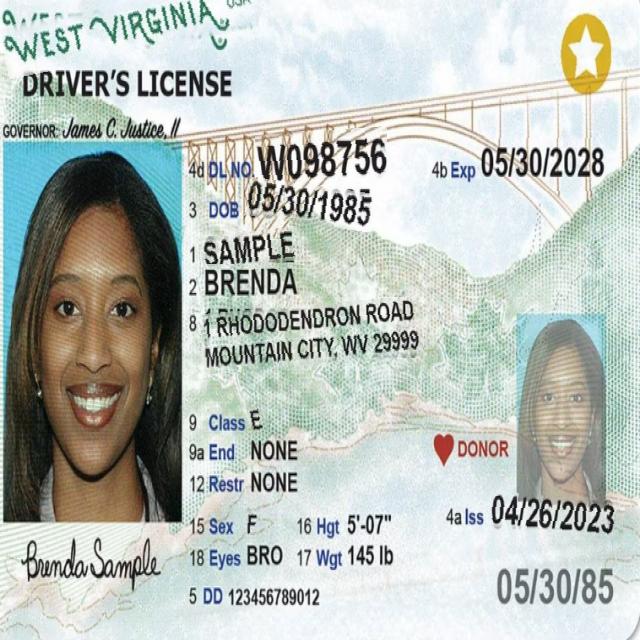 WEST VIRGINIA USA
DRIVER'S LICENSE
GOVERNOR: James C. Justice, II
4d DL NO. W098756 4b Exp 05/30/2028
3 DOB 05/30/1985
1 SAMPLE
2 BRENDA
8 1 RHODODENDRON ROAD
MOUNTAIN CITY, WV 29999
9 Class E
9a End NONE
DONOR
12 Restr NONE
15 Sex F 16 Hgt 5'-07" 4a Iss 04/26/2023
18 Eyes BRO 17 Wgt 145 lb
Brenda Sample
5 DD 123456789012
05/30/85